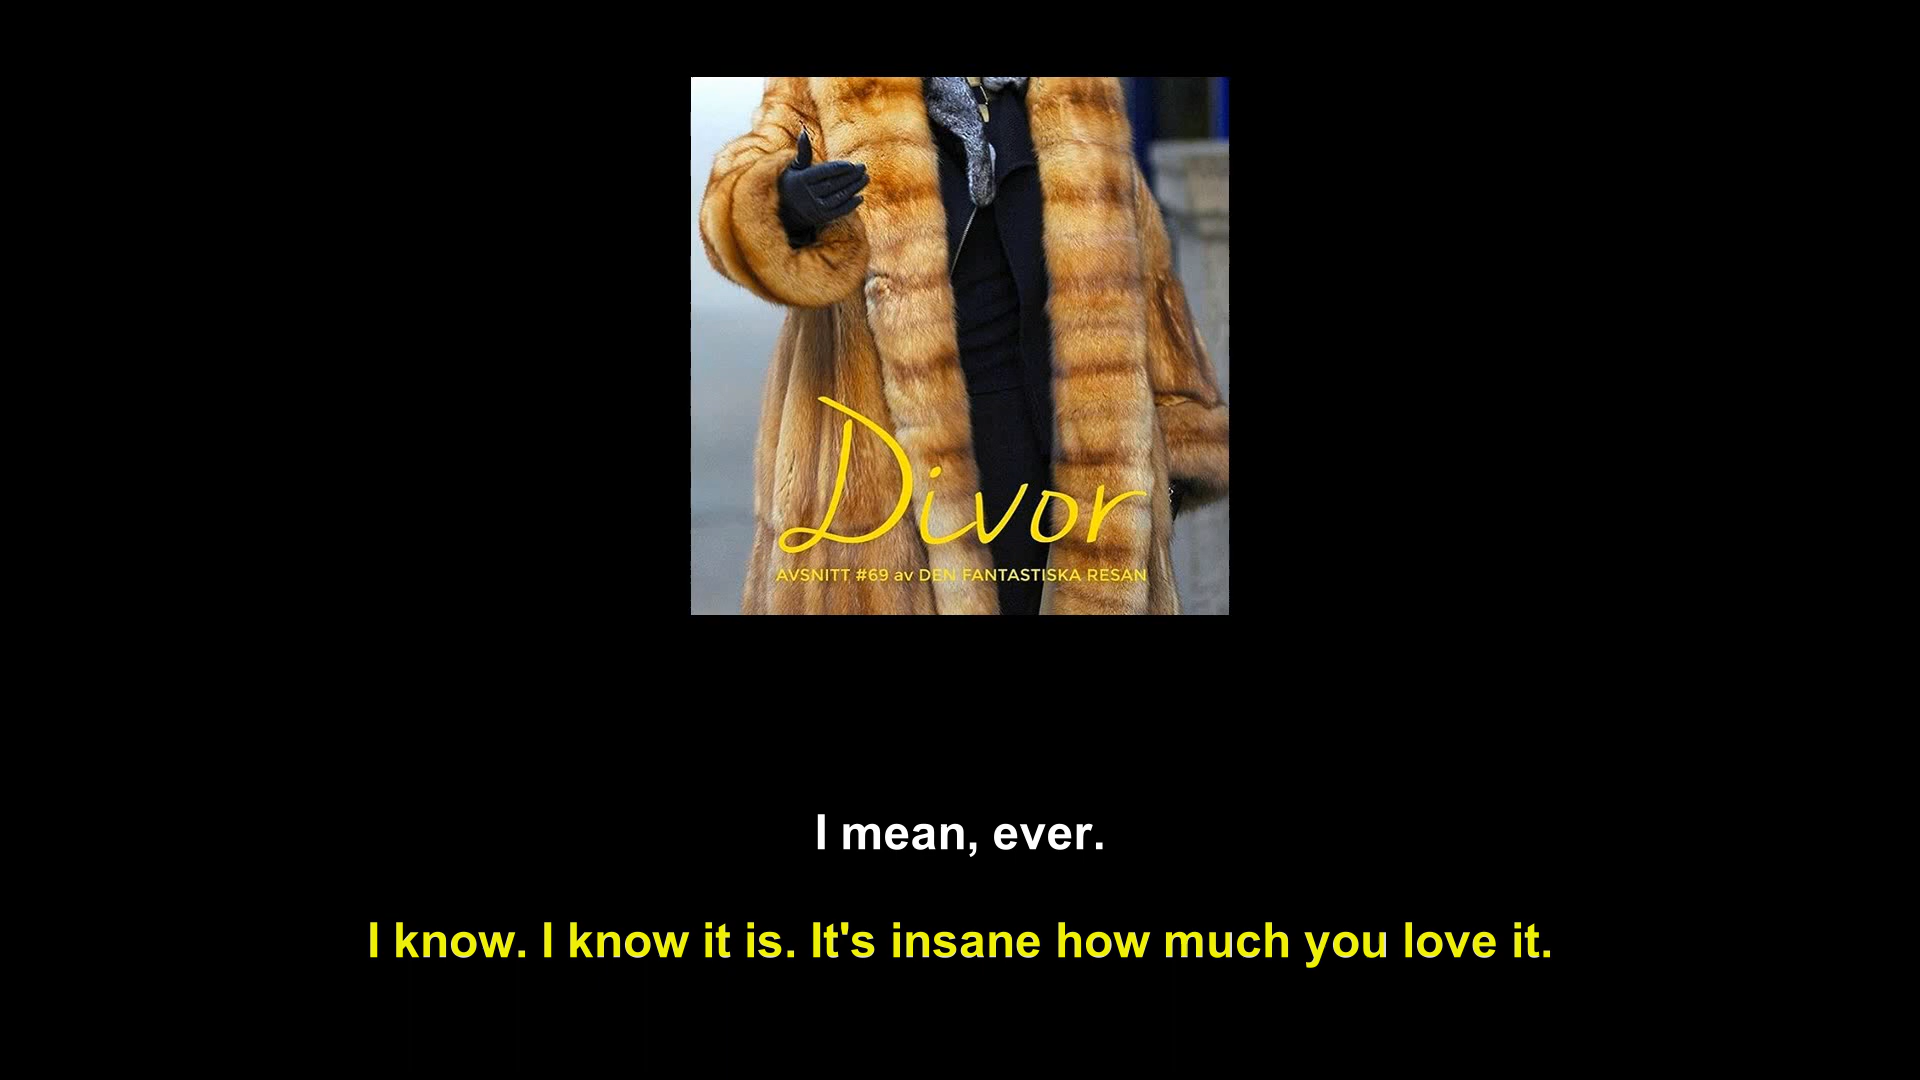 Divor
AVSNITT #69 av DEN FANTASTISKA RESAN
I mean, ever.
I know. I know it is. It's insane how much you love it.